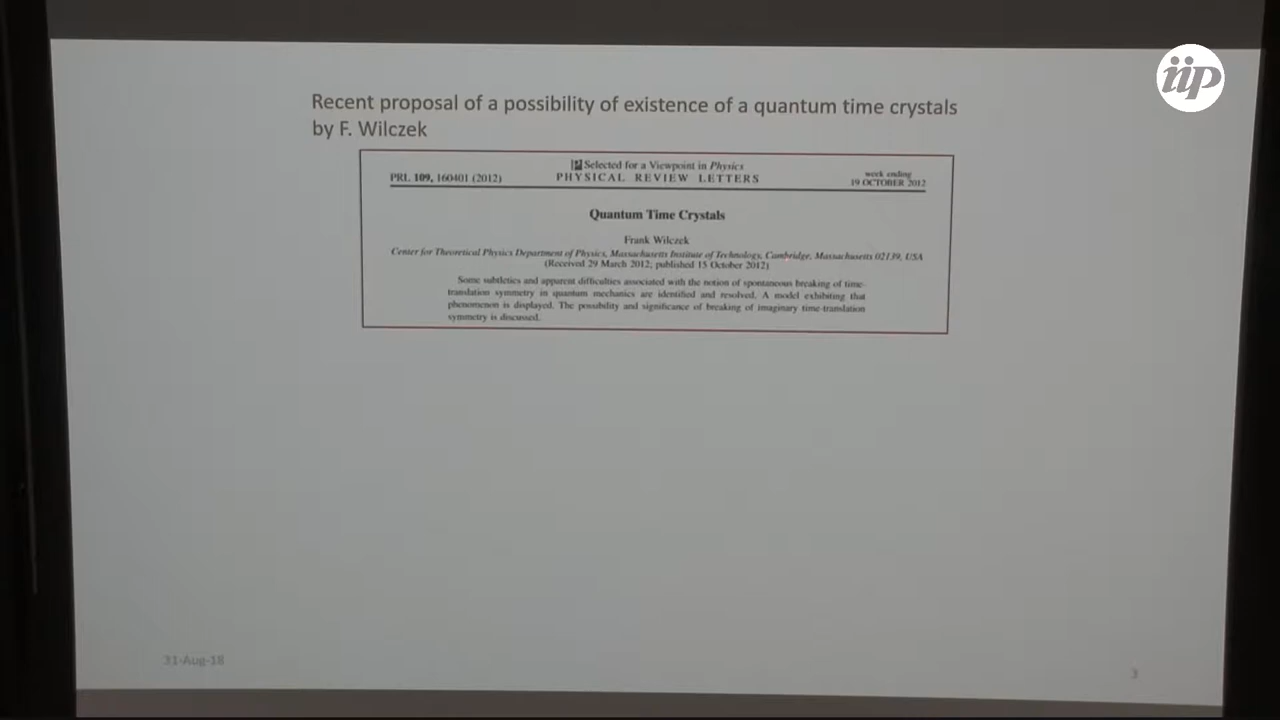 iip
Recent proposal of a possibility of existence of a quantum time crystals
by F. Wilczek
Selected for a Viewpoint in Physics
PRL 109, 160401 (2012)
PHYSICAL REVIEW LETTERS
week ending
19 OCTOBER 2012
Quantum Time Crystals
Frank Wilczek
Center for Theoretical Physics Department of Physics, Massachusetts Institute of Technology, Cambridge, Massachusetts 02139, USA
(Received 29 March 2012; published 15 October 2012)
Some subtleties and apparent difficulties associated with the notion of spontaneous breaking of time-
translation symmetry in quantum mechanics are identified and resolved. A model exhibiting that
phenomenon is displayed. The possibility and significance of breaking of imaginary time-translation
symmetry is discussed.
31-Aug-18
3